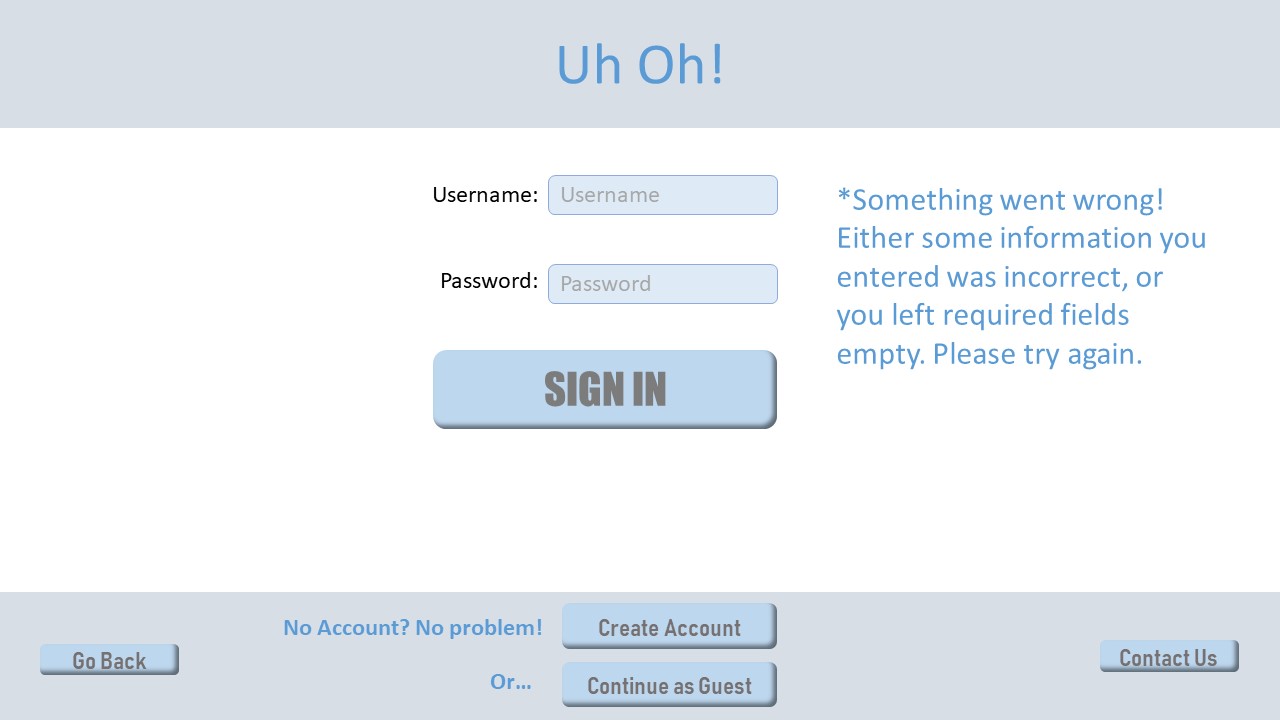 Uh Oh!
Username: Username
Password: Password
SIGN IN
*Something went wrong!
Either some information you
entered was incorrect, or
you left required fields
empty. Please try again.
No Account? No problem! Create Account
Go Back
Contact Us
Or... Continue as Guest